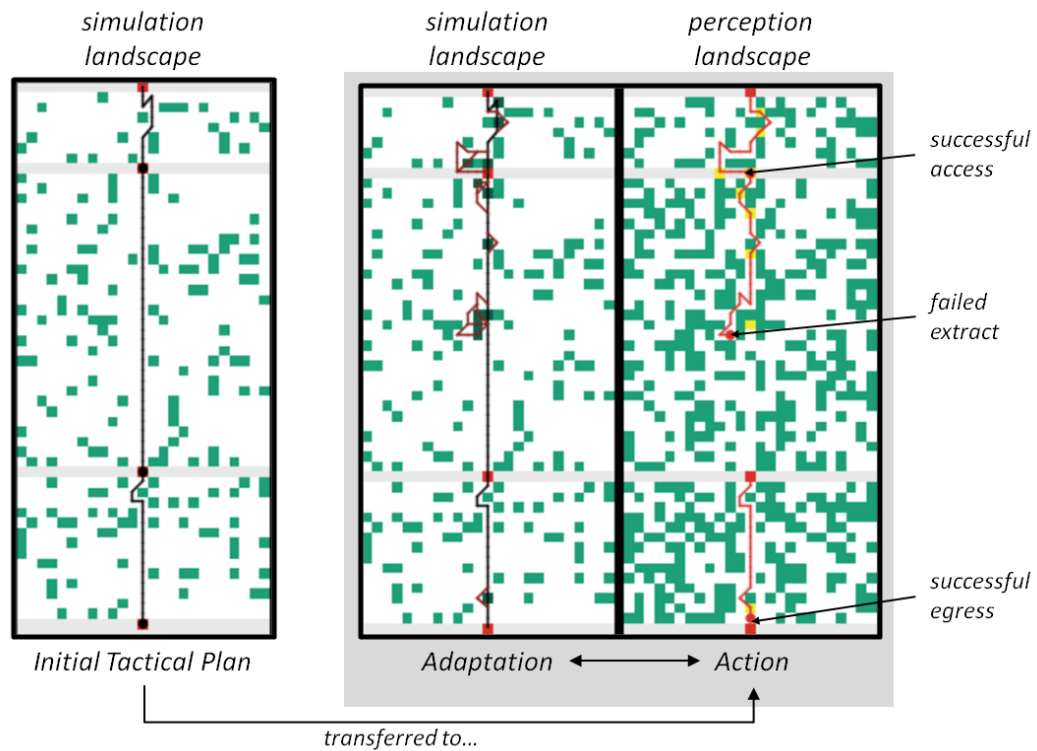 simulation
landscape
simulation
landscape
perception
landscape
successful
access
failed
extract
successful
egress
Initial Tactical Plan
Adaptation
Action
transferred to...